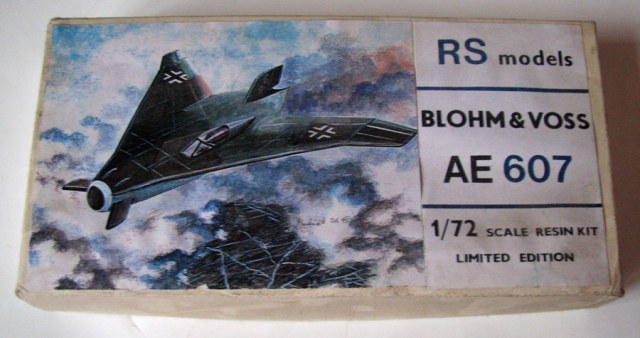 RS models
BLOHM & VOSS
AE 607
1/72 SCALE RESIN KIT
LIMITED EDITION